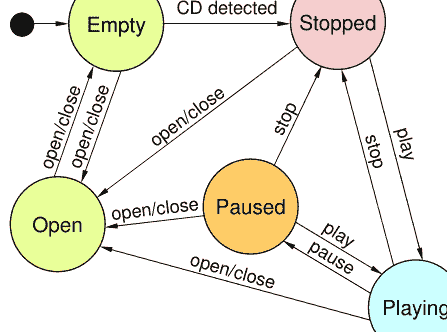 CD detected
Empty
Stopped
open/close
open/close
open/close
stop
stop
play
Open
open/close
Paused
play
pause
open/close
Playing